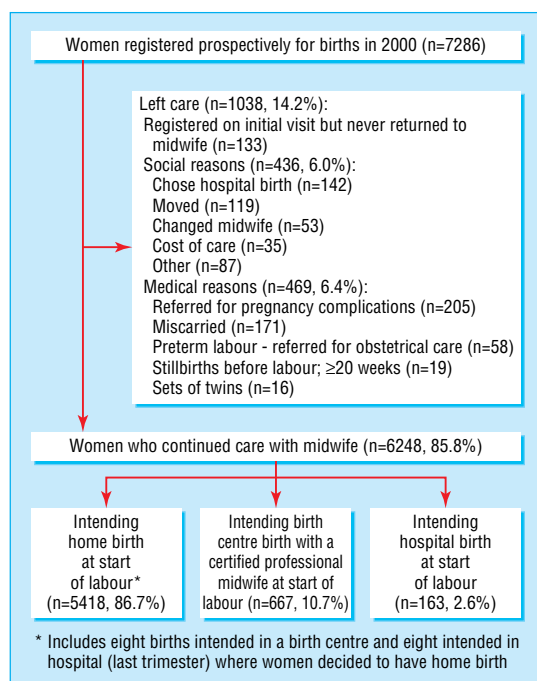 Women registered prospectively for births in 2000 (n=7286)
Left care (n=1038, 14.2%):
Registered on initial visit but never returned to
midwife (n=133)
Social reasons (n=436, 6.0%):
Chose hospital birth (n=142)
Moved (n=119)
Changed midwife (n=53)
Cost of care (n=35)
Other (n=87)
Medical reasons (n=469, 6.4%):
Referred for pregnancy complications (n=205)
Miscarried (n=171)
Preterm labour - referred for obstetrical care (n=58)
Stillbirths before labour; ≥20 weeks (n=19)
Sets of twins (n=16)
Women who continued care with midwife (n=6248, 85.8%)
Intending
home birth
at start
of labour*
(n=5418, 86.7%)
Intending birth
centre birth with a
certified professional
midwife at start of
labour (n=667, 10.7%)
Intending
hospital birth
at start
of labour
(n=163, 2.6%)
* Includes eight births intended in a birth centre and eight intended in
hospital (last trimester) where women decided to have home birth